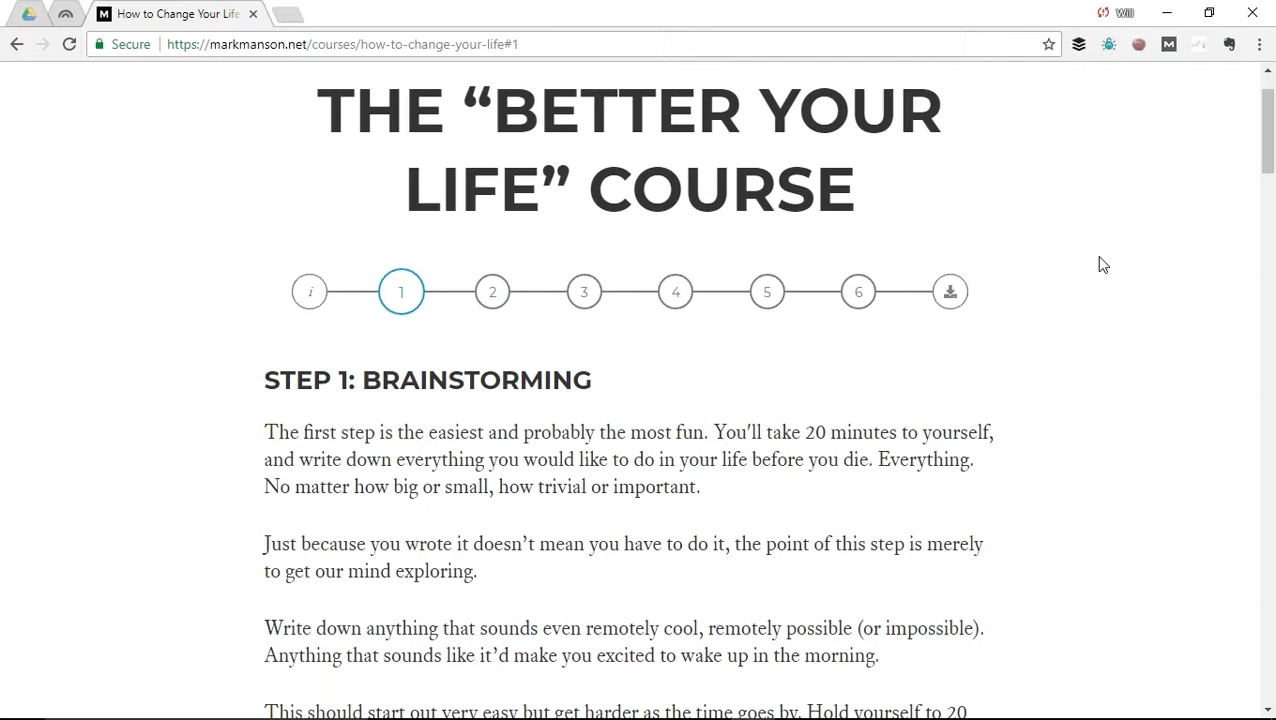 How to Change Your Life
Will
Secure
https://markmanson.net/courses/how-to-change-your-life#1
THE “BETTER YOUR
LIFE” COURSE
i 1 2 3 4 5 6
STEP 1: BRAINSTORMING
The first step is the easiest and probably the most fun. You'll take 20 minutes to yourself,
and write down everything you would like to do in your life before you die. Everything.
No matter how big or small, how trivial or important.
Just because you wrote it doesn’t mean you have to do it, the point of this step is merely
to get our mind exploring.
Write down anything that sounds even remotely cool, remotely possible (or impossible).
Anything that sounds like it’d make you excited to wake up in the morning.
This should start out very easy but get harder as the time goes by. Hold yourself to 20